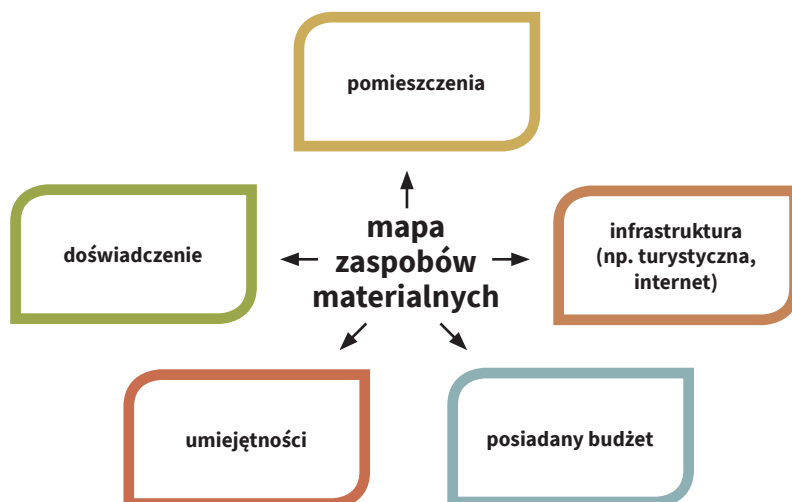 pomieszczenia
doświadczenie
mapa
zaspobów
materialnych
infrastruktura
(np. turystyczna,
internet)
umiejętności
posiadany budżet